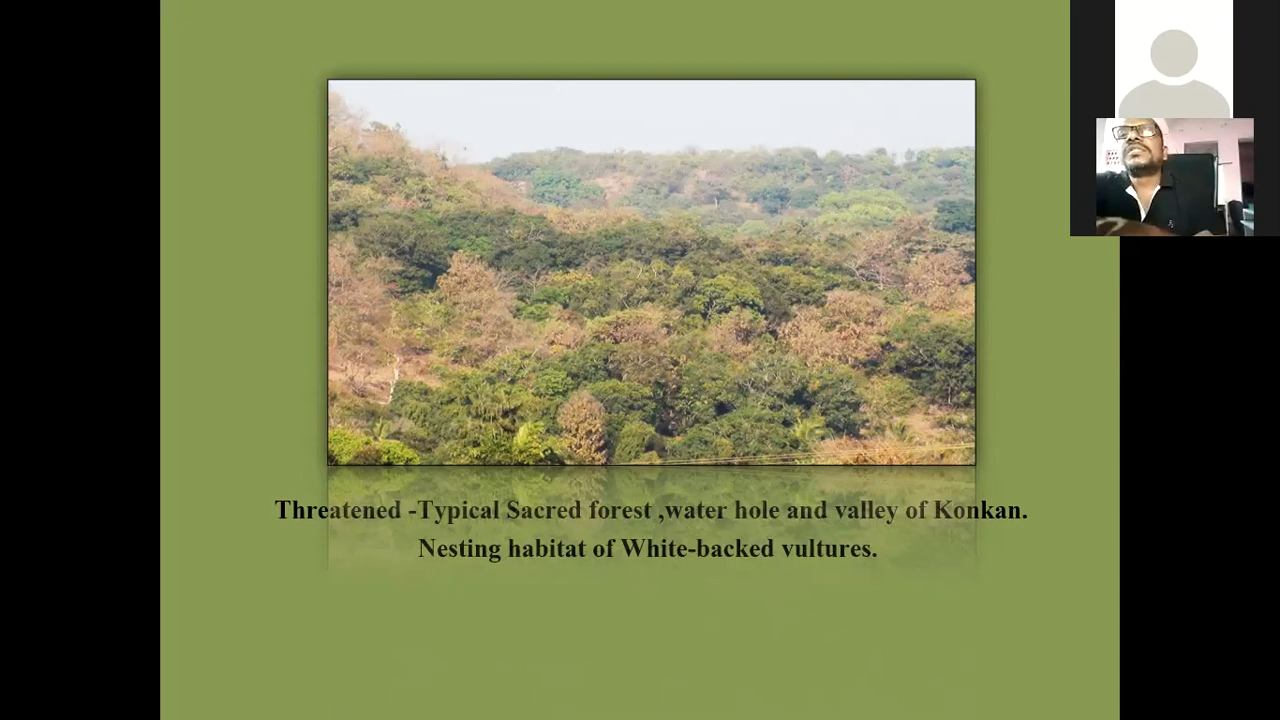 Threatened -Typical Sacred forest ,water hole and valley of Konkan.
Nesting habitat of White-backed vultures.